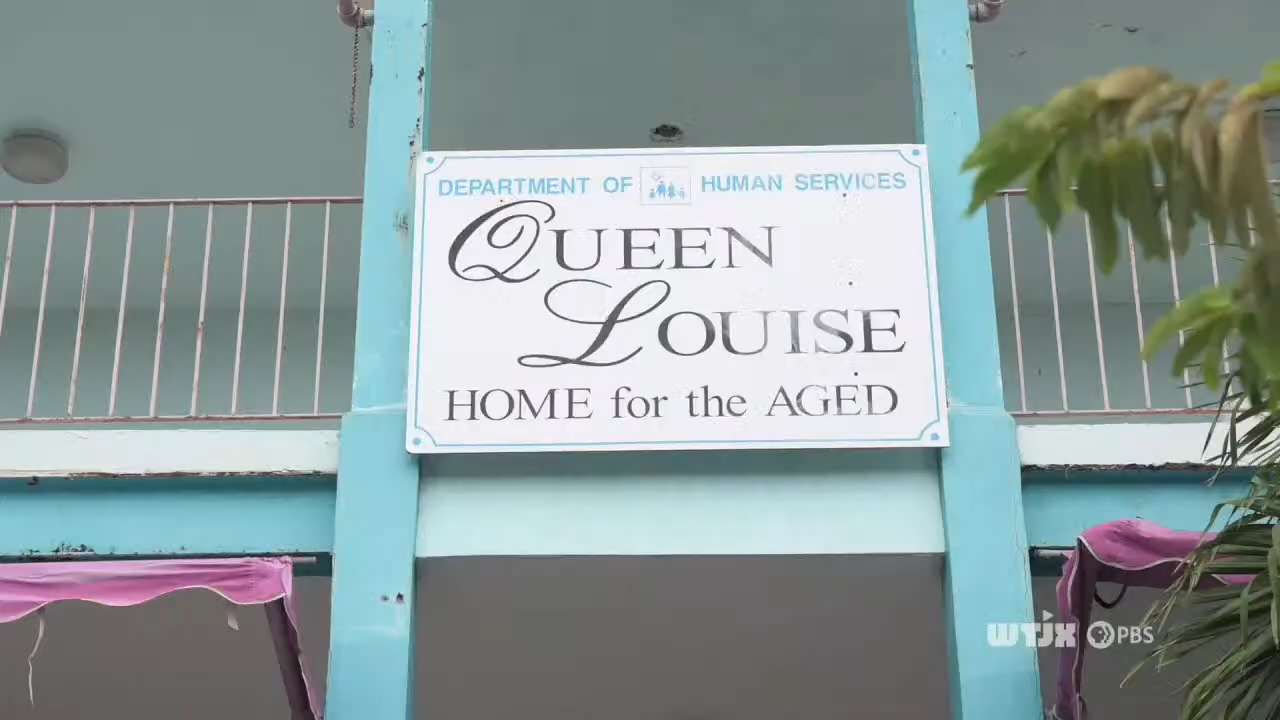 DEPARTMENT OF HUMAN SERVICES
QUEEN
LOUISE
HOME for the AGED
WTJX PBS